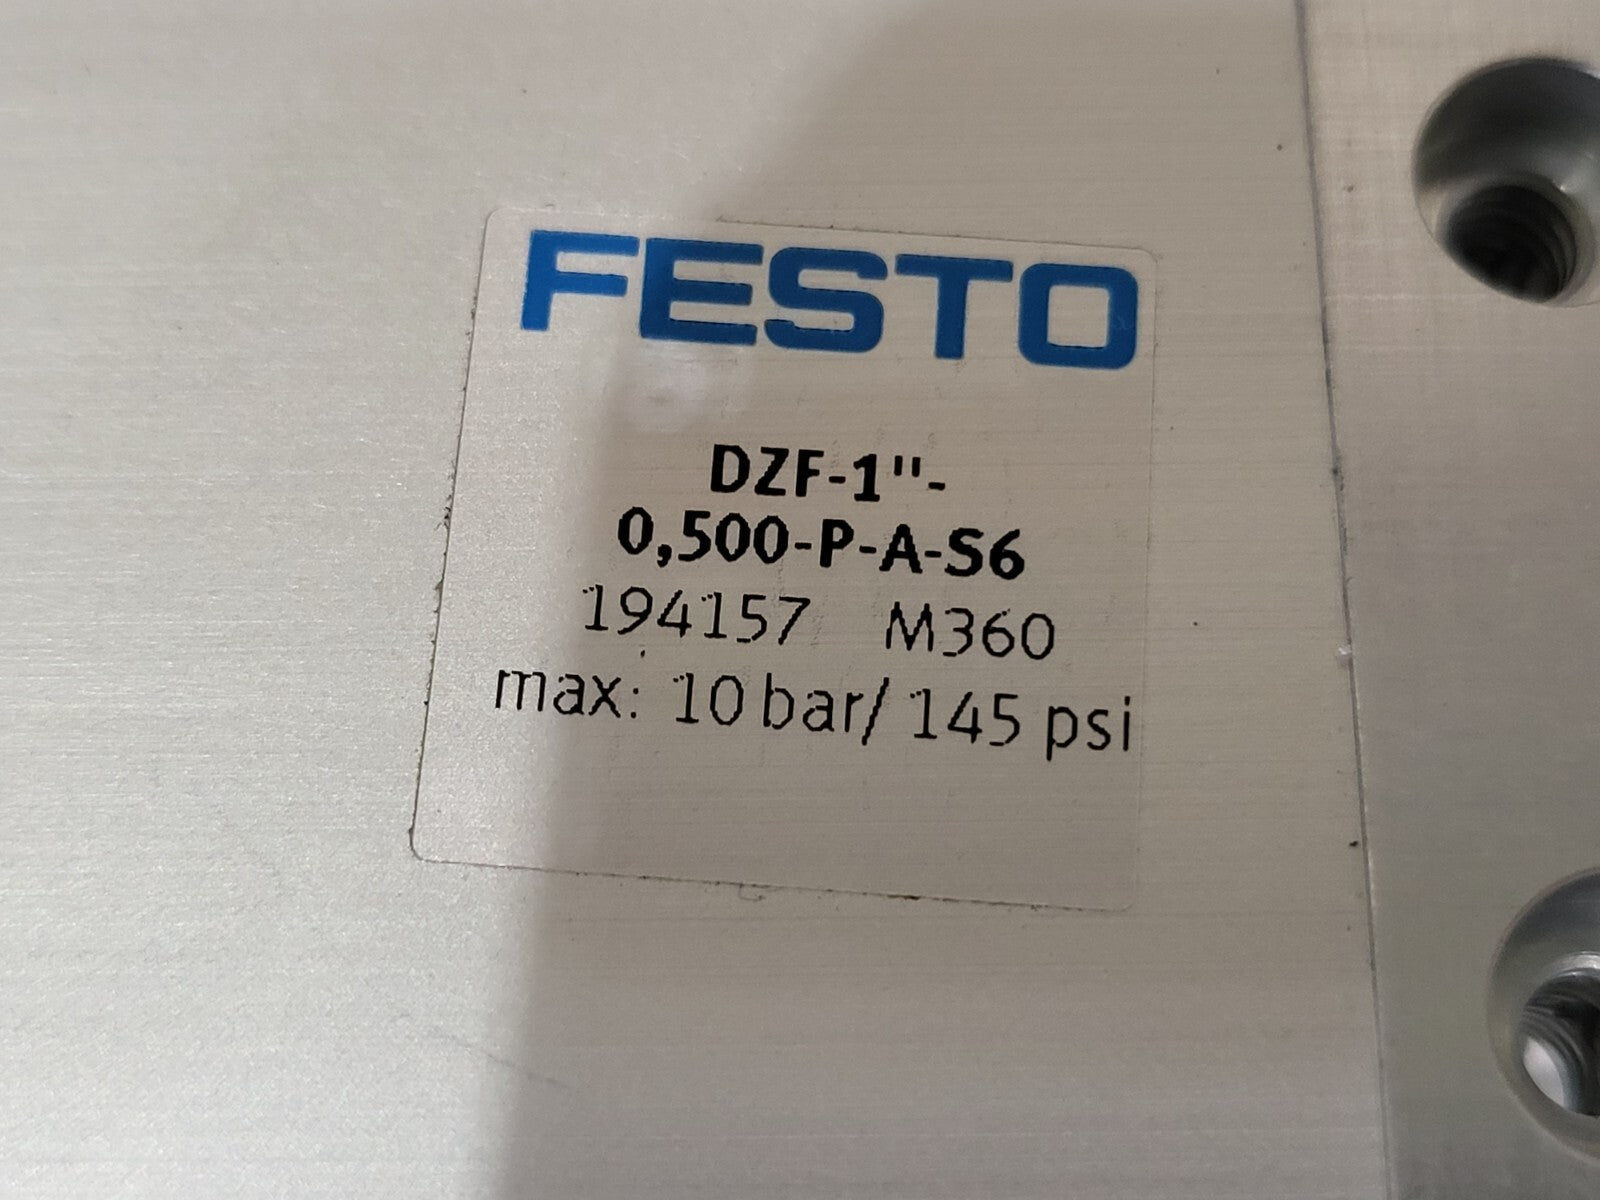 FESTO
DZF-1"-
0,500-P-A-S6
194157 M360
max: 10 bar/ 145 psi